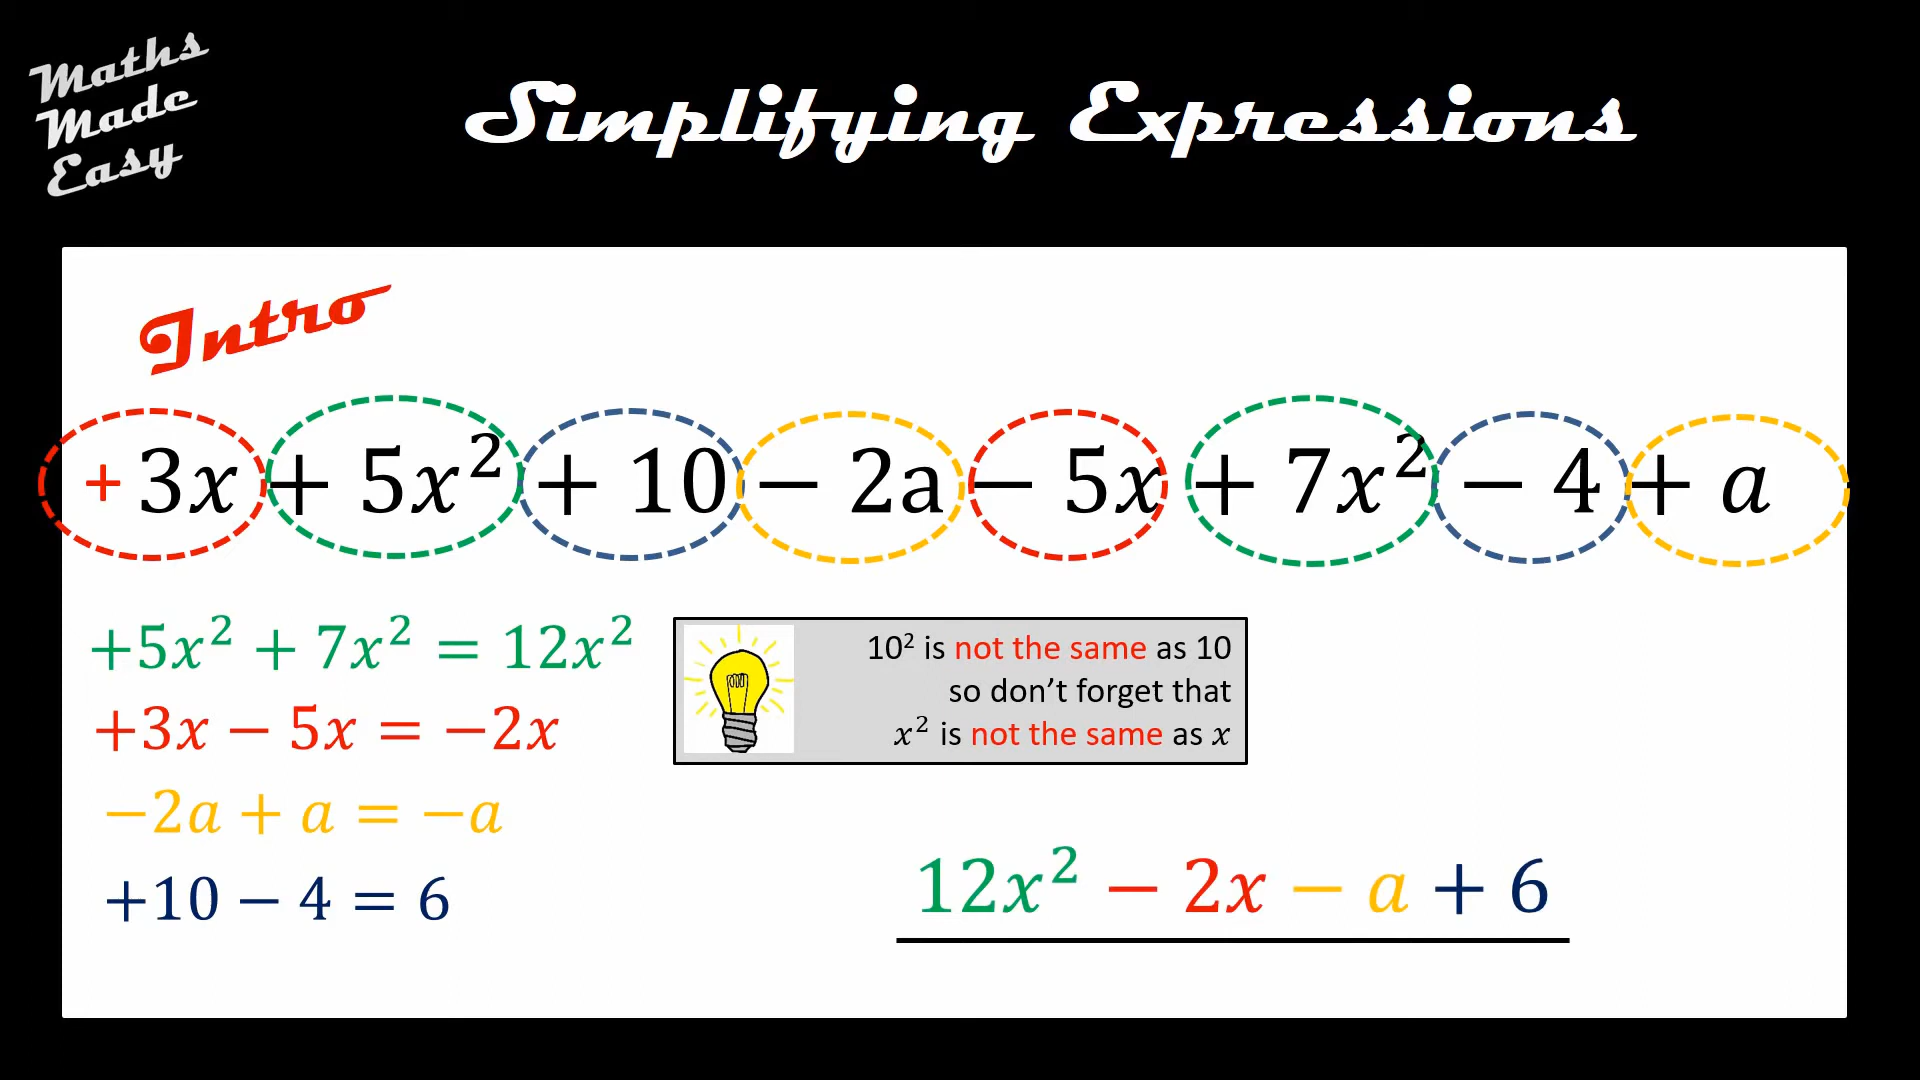 Maths
Made
Easy
Simplifying Expressions
Intro
+ 3x + 5x² + 10 − 2a − 5x + 7x² − 4 + a
+5x² + 7x² = 12x²
+3x − 5x = −2x
−2a + a = −a
+10 − 4 = 6
10² is not the same as 10
so don’t forget that
x² is not the same as x
12x² − 2x − a + 6